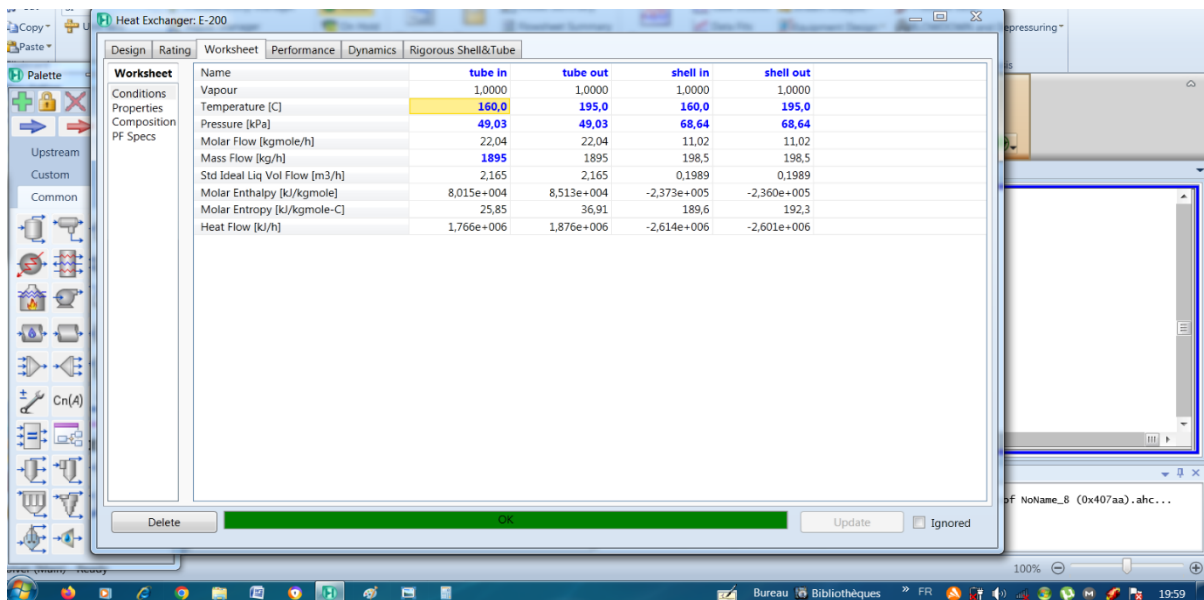 Heat Exchanger: E-200
Copy
Paste
epressuring
Design Rating Worksheet Performance Dynamics Rigorous Shell&Tube
Palette
Upstream
Custom
Common
Cn(A)
Worksheet
Conditions
Properties
Composition
PF Specs
Name tube in tube out shell in shell out
Vapour 1,0000 1,0000 1,0000 1,0000
Temperature [C] 160,0 195,0 160,0 195,0
Pressure [kPa] 49,03 49,03 68,64 68,64
Molar Flow [kgmole/h] 22,04 22,04 11,02 11,02
Mass Flow [kg/h] 1895 1895 198,5 198,5
Std Ideal Liq Vol Flow [m3/h] 2,165 2,165 0,1989 0,1989
Molar Enthalpy [kJ/kgmole] 8,015e+004 8,513e+004 -2,373e+005 -2,360e+005
Molar Entropy [kJ/kgmole-C] 25,85 36,91 189,6 192,3
Heat Flow [kJ/h] 1,766e+006 1,876e+006 -2,614e+006 -2,601e+006
of NoName_8 (0x407aa).ahc...
Delete OK Update Ignored
100%
Bureau Bibliothèques » FR 19:59